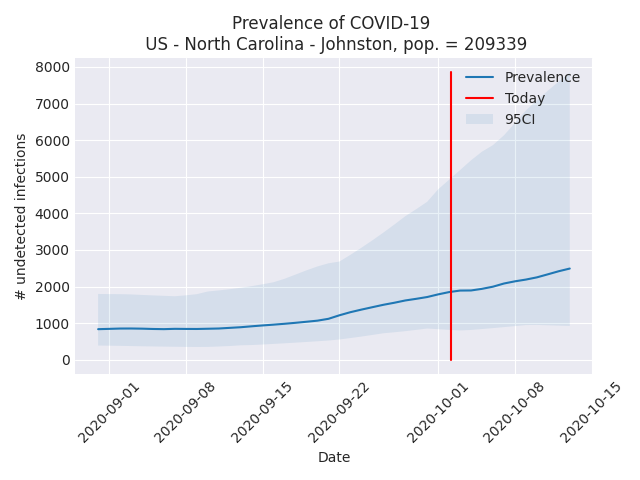 Prevalence of COVID-19
US - North Carolina - Johnston, pop. = 209339
8000
7000
6000
5000
4000
3000
2000
1000
0
# undetected infections
Prevalence
Today
95CI
2020-09-01
2020-09-08
2020-09-15
2020-09-22
2020-10-01
2020-10-08
2020-10-15
Date